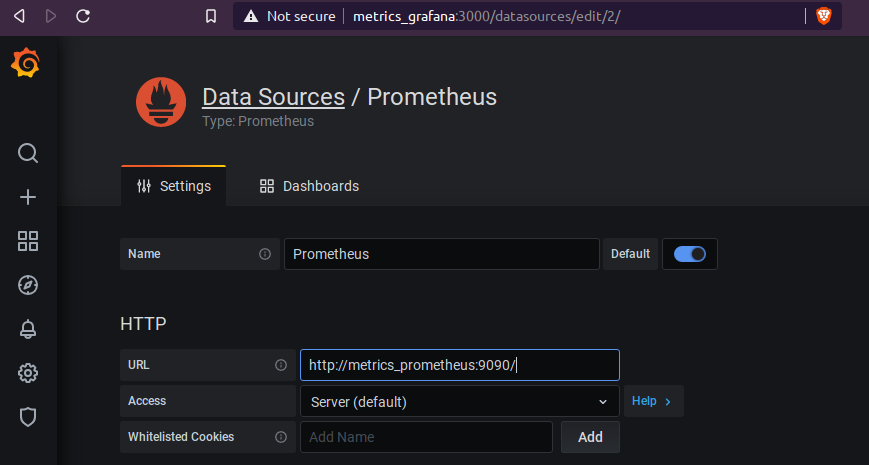 Not secure metrics_grafana:3000/datasources/edit/2/
Data Sources / Prometheus
Type: Prometheus
Settings Dashboards
Name Prometheus Default
HTTP
URL http://metrics_prometheus:9090/
Access Server (default) Help
Whitelisted Cookies Add Name Add